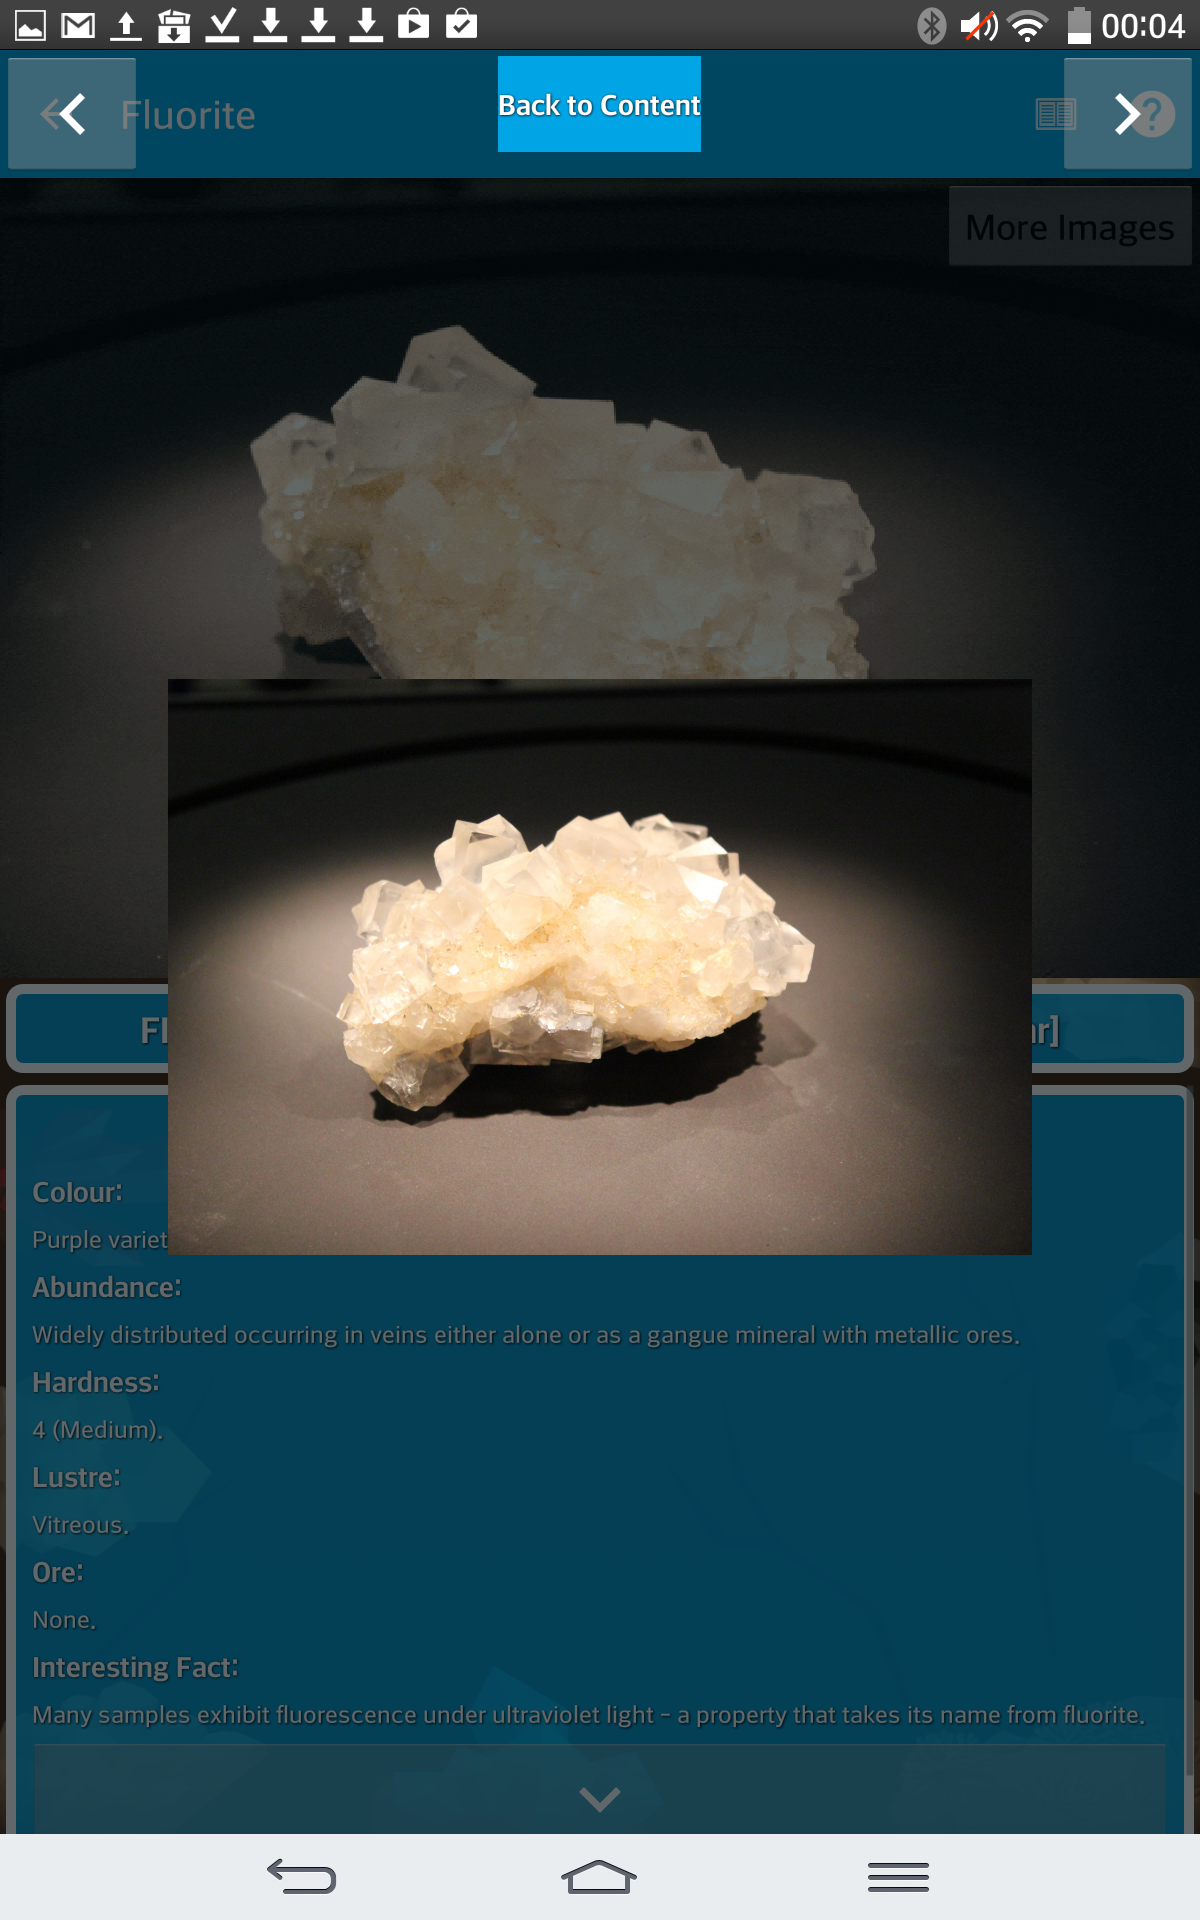 00:04
Fluorite
Back to Content
More Images
Colour:
Purple
Abundance:
Widely distributed occurring in veins either alone or as a gangue mineral with metallic ores.
Hardness:
4 (Medium).
Lustre:
Vitreous.
Ore:
None.
Interesting Fact:
Many samples exhibit fluorescence under ultraviolet light - a property that takes its name from fluorite.